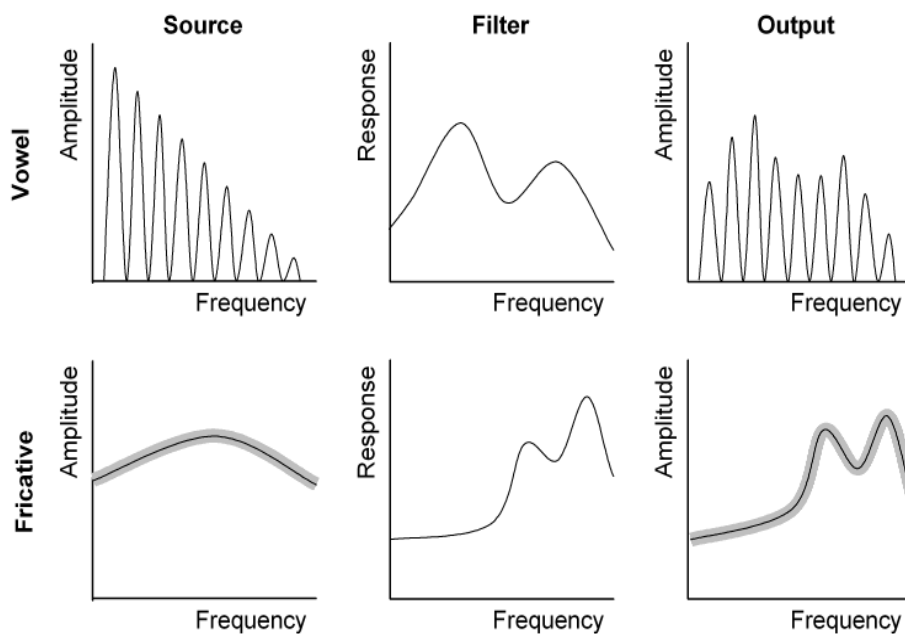 Source
Filter
Output
Vowel
Amplitude
Frequency
Response
Frequency
Amplitude
Frequency
Fricative
Amplitude
Frequency
Response
Frequency
Amplitude
Frequency